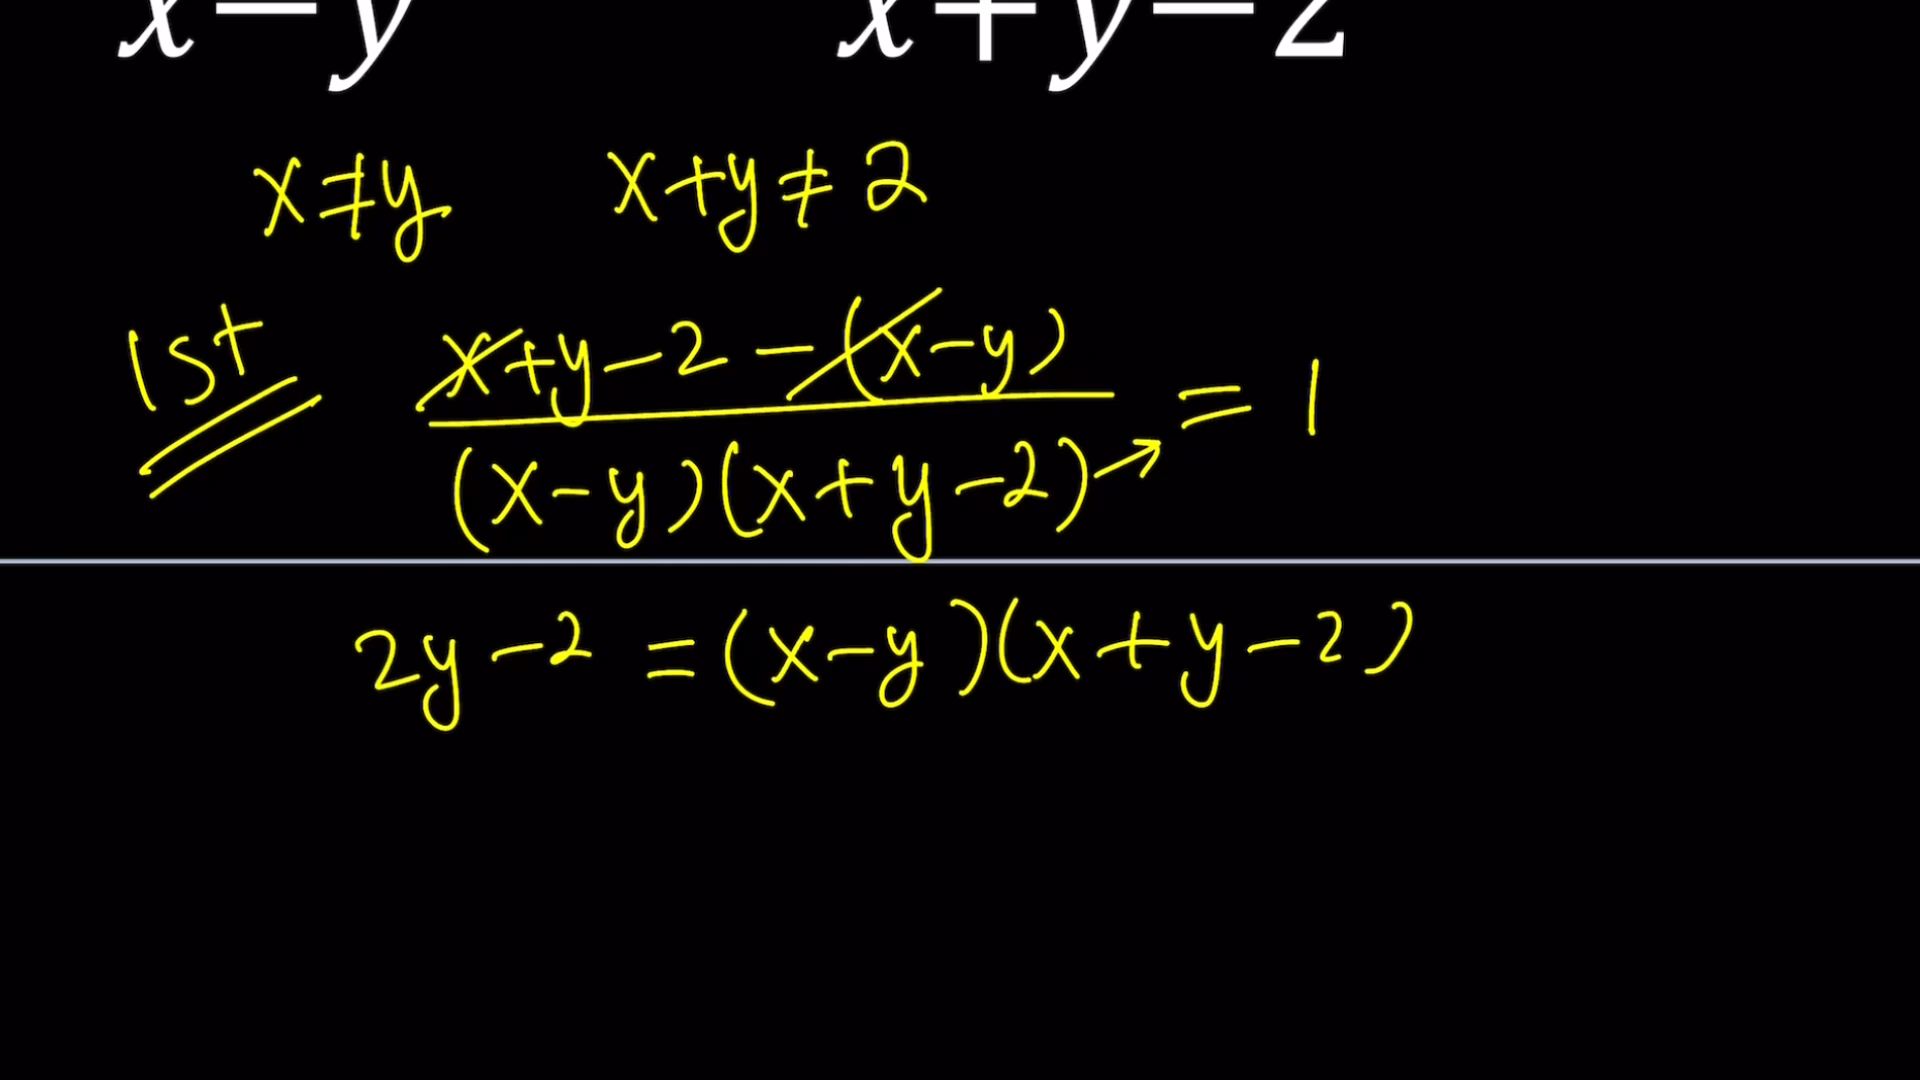 x−y x+y−2
x≠y x+y≠2
1st x+y−2−(x−y) = 1
(x−y)(x+y−2)→
2y−2=(x−y)(x+y−2)